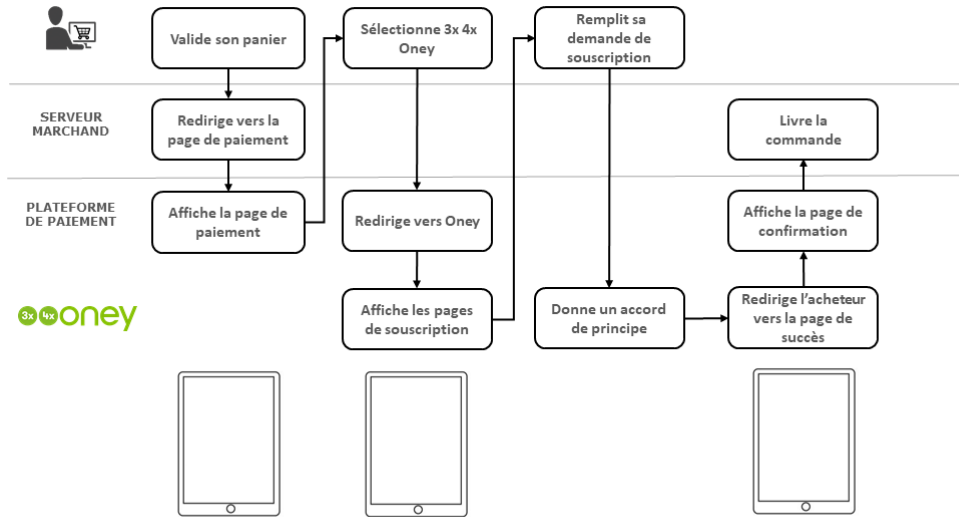 Valide son panier
Sélectionne 3x 4x
Oney
Remplit sa
demande de
souscription
SERVEUR
MARCHAND
Redirige vers la
page de paiement
Livre la
commande
PLATEFORME
DE PAIEMENT
Affiche la page de
paiement
Redirige vers Oney
Affiche la page de
confirmation
3x 4x oney
Affiche les pages
de souscription
Donne un accord
de principe
Redirige l’acheteur
vers la page de
succès